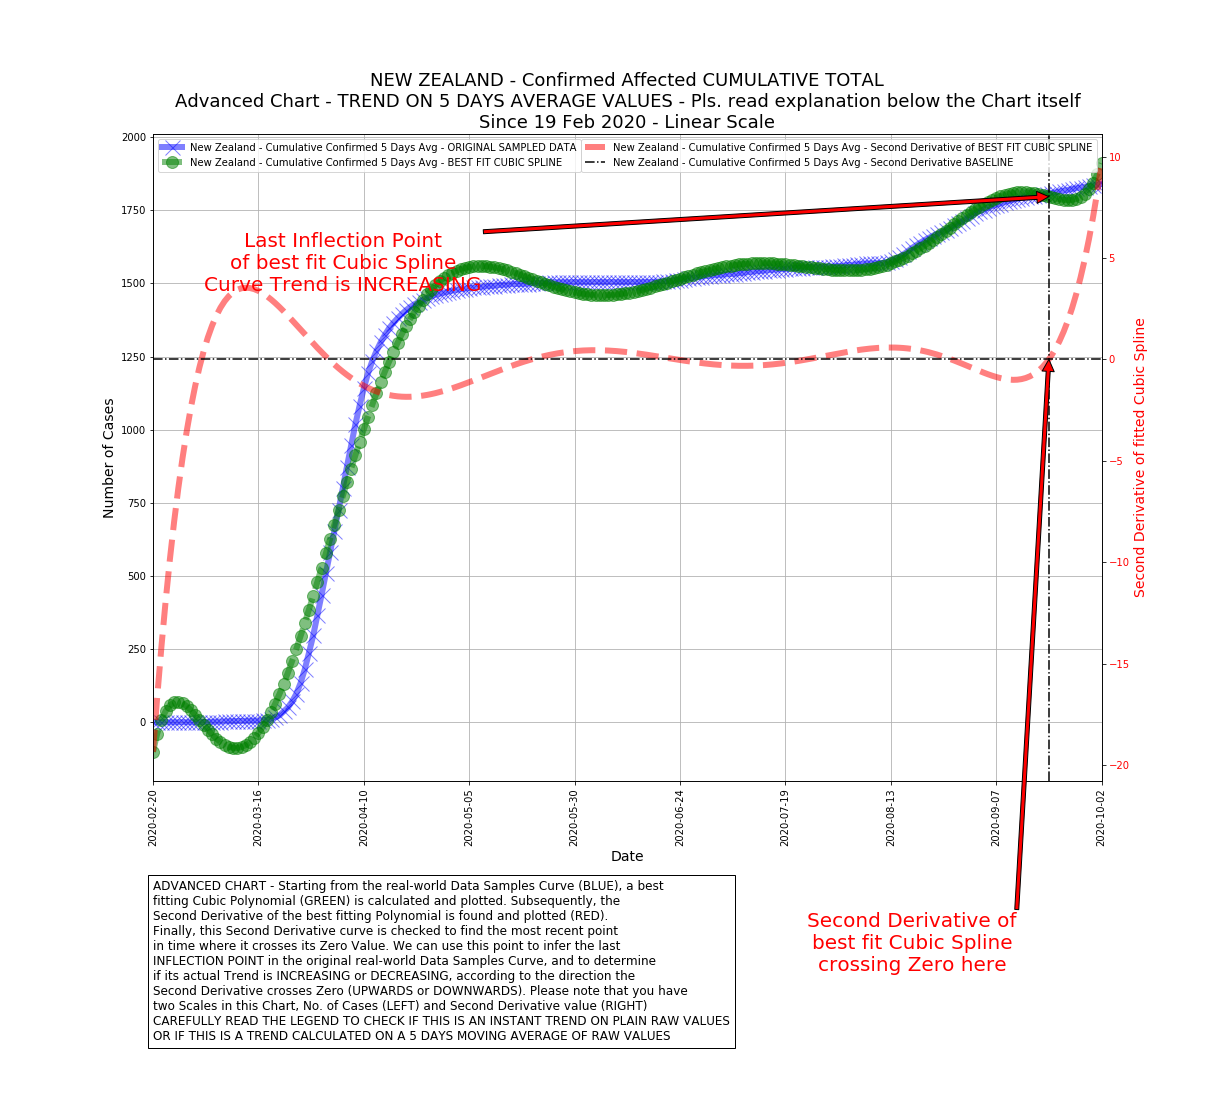 NEW ZEALAND - Confirmed Affected CUMULATIVE TOTAL
Advanced Chart - TREND ON 5 DAYS AVERAGE VALUES - Pls. read explanation below the Chart itself
Since 19 Feb 2020 - Linear Scale
New Zealand - Cumulative Confirmed 5 Days Avg - ORIGINAL SAMPLED DATA
New Zealand - Cumulative Confirmed 5 Days Avg - BEST FIT CUBIC SPLINE
New Zealand - Cumulative Confirmed 5 Days Avg - Second Derivative of BEST FIT CUBIC SPLINE
New Zealand - Cumulative Confirmed 5 Days Avg - Second Derivative BASELINE
2000
1750
1500
1250
1000
750
500
250
0
Number of Cases
Last Inflection Point
of best fit Cubic Spline
Curve Trend is INCREASING
10
5
0
−5
−10
−15
−20
Second Derivative of fitted Cubic Spline
2020-02-20
2020-03-16
2020-04-10
2020-05-05
2020-05-30
2020-06-24
2020-07-19
2020-08-13
2020-09-07
2020-10-02
Date
ADVANCED CHART - Starting from the real-world Data Samples Curve (BLUE), a best
fitting Cubic Polynomial (GREEN) is calculated and plotted. Subsequently, the
Second Derivative of the best fitting Polynomial is found and plotted (RED).
Finally, this Second Derivative curve is checked to find the most recent point
in time where it crosses its Zero Value. We can use this point to infer the last
INFLECTION POINT in the original real-world Data Samples Curve, and to determine
if its actual Trend is INCREASING or DECREASING, according to the direction the
Second Derivative crosses Zero (UPWARDS or DOWNWARDS). Please note that you have
two Scales in this Chart, No. of Cases (LEFT) and Second Derivative value (RIGHT)
CAREFULLY READ THE LEGEND TO CHECK IF THIS IS AN INSTANT TREND ON PLAIN RAW VALUES
OR IF THIS IS A TREND CALCULATED ON A 5 DAYS MOVING AVERAGE OF RAW VALUES
Second Derivative of
best fit Cubic Spline
crossing Zero here